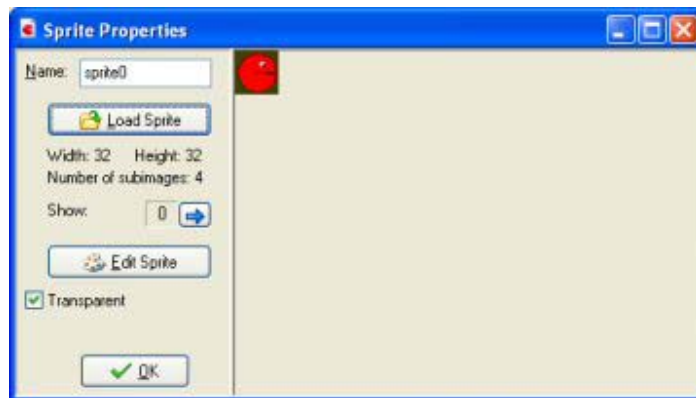 Sprite Properties
Name: sprite0
Load Sprite
Width: 32 Height: 32
Number of subimages: 4
Show: 0
Edit Sprite
Transparent
OK